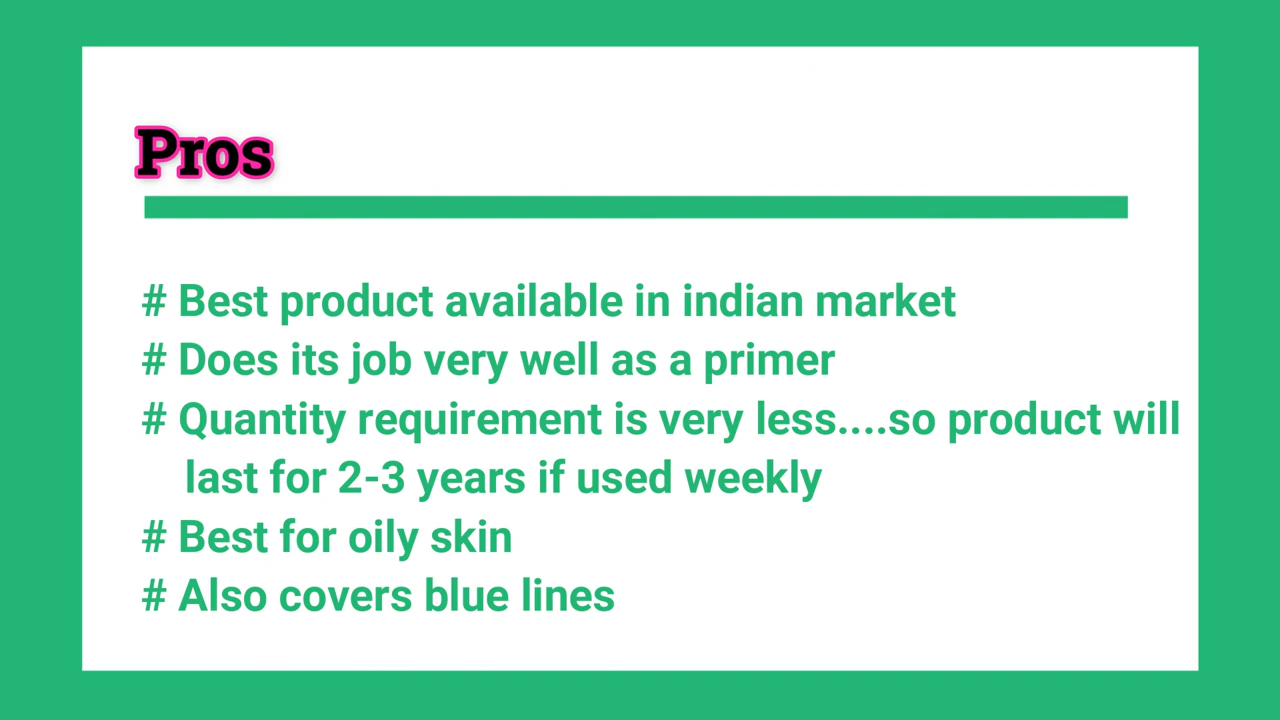 Pros
# Best product available in indian market
# Does its job very well as a primer
# Quantity requirement is very less....so product will
last for 2-3 years if used weekly
# Best for oily skin
# Also covers blue lines